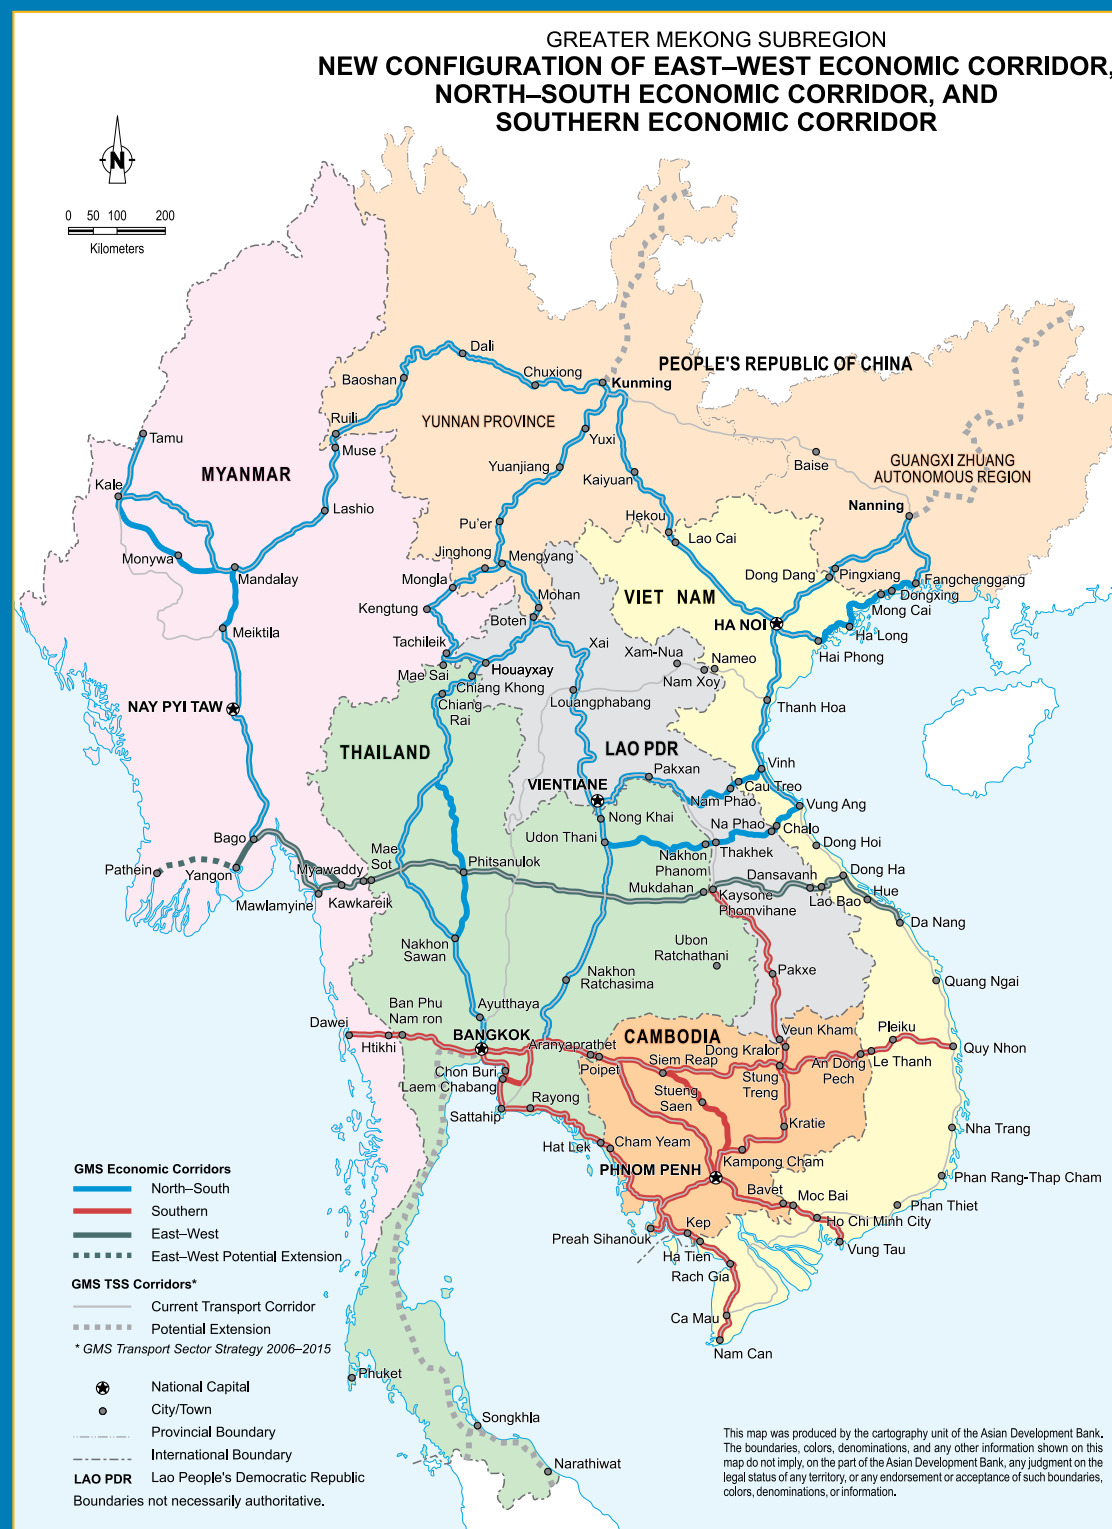 GREATER MEKONG SUBREGION
NEW CONFIGURATION OF EAST–WEST ECONOMIC CORRIDOR,
NORTH–SOUTH ECONOMIC CORRIDOR, AND
SOUTHERN ECONOMIC CORRIDOR
N
0 50 100 200
Kilometers
Dali
Chuxiong
Baoshan
Kunming
PEOPLE'S REPUBLIC OF CHINA
Ruili
YUNNAN PROVINCE
Tamu
Muse
Yuxi
Baise
GUANGXI ZHUANG
AUTONOMOUS REGION
MYANMAR
Yuanjiang
Kaiyuan
Kale
Lashio
Nanning
Pu'er
Hekou
Lao Cai
Monywa
Jinghong
Mengyang
Mandalay
Mongla
Dong Dang
Pingxiang
Fangchenggang
Dongxing
Mong Cai
Kengtung
Mohan
VIET NAM
Boten
HA NOI
Meiktila
Ha Long
Tachileik
Xai
Xam-Nua
Nameo
Hai Phong
Mae Sai
Houayxay
Nam Xoy
Chiang Khong
Chiang
Rai
Louangphabang
NAY PYI TAW
Thanh Hoa
THAILAND
LAO PDR
Pakxan
Vinh
VIENTIANE
Cau Treo
Nam Phao
Vung Ang
Nong Khai
Na Phao
Chalo
Udon Thani
Bago
Dong Hoi
Mae
Sot
Nakhon
Phanom
Thakhek
Pathein
Yangon
Myawaddy
Phitsanulok
Dansavanh
Dong Ha
Mukdahan
Kaysone
Phomvihane
Lao Bao
Hue
Mawlamyine
Kawkareik
Da Nang
Nakhon
Sawan
Ubon
Ratchathani
Nakhon
Ratchasima
Pakxe
Quang Ngai
Ban Phu
Nam ron
Ayutthaya
Dawei
Htikhi
BANGKOK
CAMBODIA
Veun Kham
Pleiku
Aranyaprathet
Poipet
Dong Kralor
Siem Reap
An Dong
Pech
Le Thanh
Quy Nhon
Chon Buri
Laem Chabang
Stueng
Saen
Stung
Treng
Sattahip
Rayong
Kratie
Nha Trang
Hat Lek
Cham Yeam
Kampong Cham
PHNOM PENH
Bavet
Moc Bai
Phan Rang-Thap Cham
Phan Thiet
Ho Chi Minh City
Preah Sihanouk
Kep
Vung Tau
Ha Tien
Rach Gia
Ca Mau
Nam Can
Phuket
Songkhla
Narathiwat
GMS Economic Corridors
North–South
Southern
East–West
East–West Potential Extension
GMS TSS Corridors*
Current Transport Corridor
Potential Extension
* GMS Transport Sector Strategy 2006–2015
National Capital
City/Town
Provincial Boundary
International Boundary
LAO PDR Lao People's Democratic Republic
Boundaries not necessarily authoritative.
This map was produced by the cartography unit of the Asian Development Bank.
The boundaries, colors, denominations, and any other information shown on this
map do not imply, on the part of the Asian Development Bank, any judgment on the
legal status of any territory, or any endorsement or acceptance of such boundaries,
colors, denominations, or information.